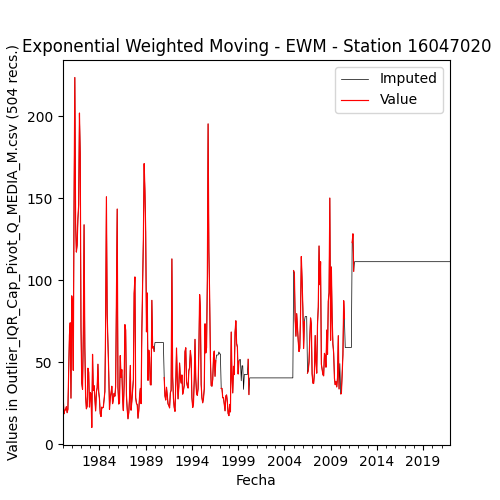 Exponential Weighted Moving - EWM - Station 16047020
Values in Outlier_IQR_Cap_Pivot_Q_MEDIA_M.csv (504 recs.)
Imputed
Value
200
150
100
50
0
1984 1989 1994 1999 2004 2009 2014 2019
Fecha